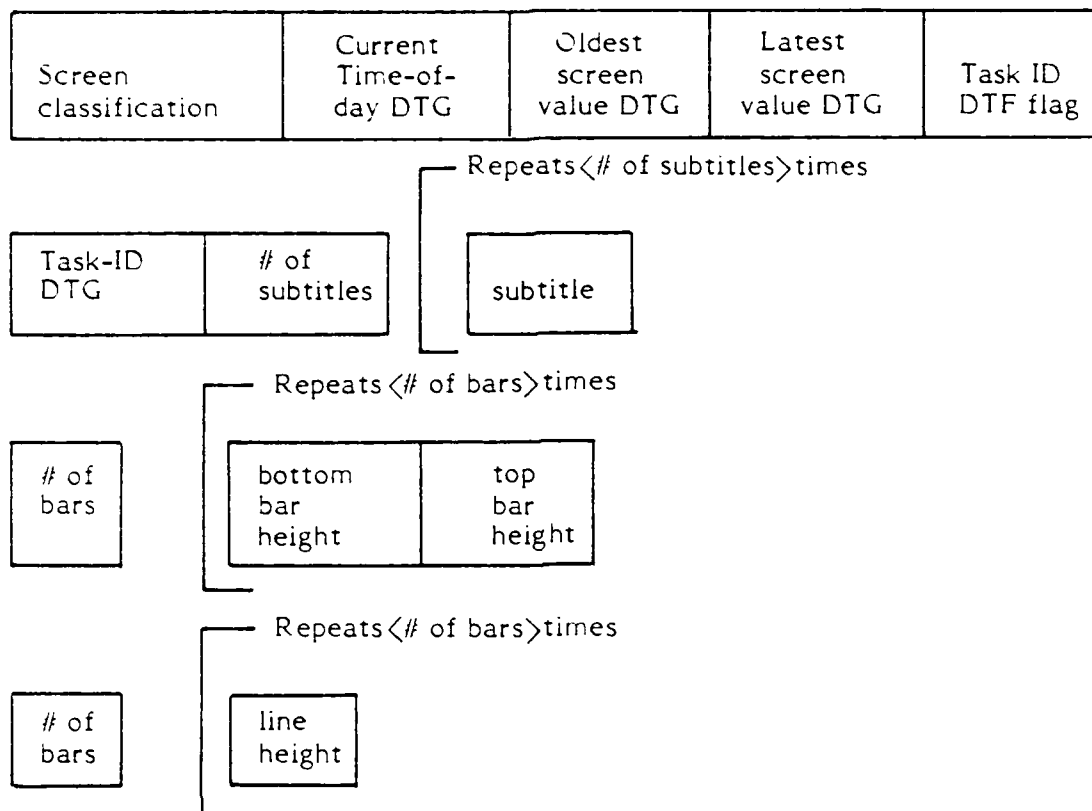 Screen
classification
Current
Time-of-
day DTG
Oldest
screen
value DTG
Latest
screen
value DTG
Task ID
DTF flag
Repeats <# of subtitles> times
Task-ID
DTG
# of
subtitles
subtitle
Repeats <# of bars> times
# of
bars
bottom
bar
height
top
bar
height
Repeats <# of bars> times
# of
bars
line
height